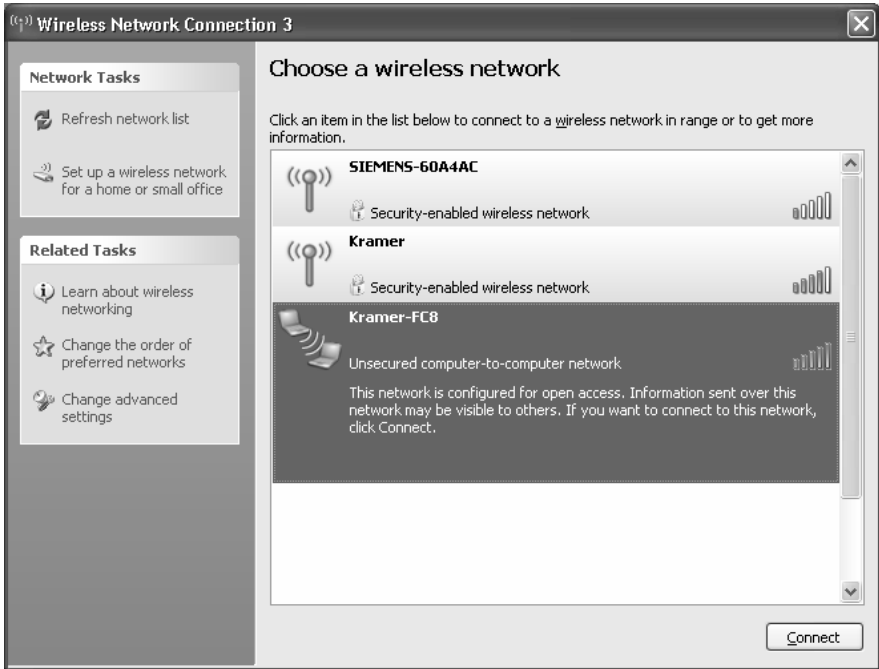 Wireless Network Connection 3
Network Tasks
Refresh network list
Set up a wireless network
for a home or small office
Related Tasks
Learn about wireless
networking
Change the order of
preferred networks
Change advanced
settings
Choose a wireless network
Click an item in the list below to connect to a wireless network in range or to get more
information.
SIEMENS-60A4AC
Security-enabled wireless network
Kramer
Security-enabled wireless network
Kramer-FC8
Unsecured computer-to-computer network
This network is configured for open access. Information sent over this
network may be visible to others. If you want to connect to this network,
click Connect.
Connect